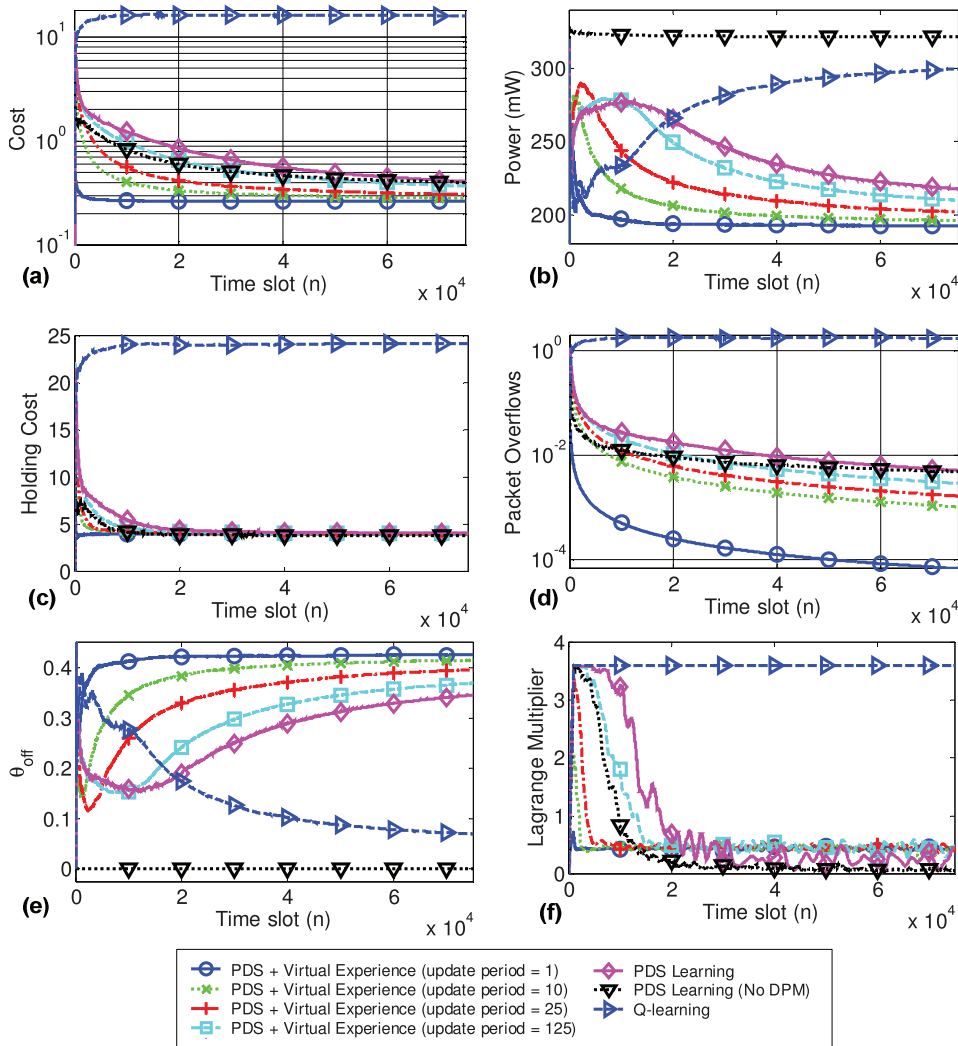 10^1
10^0
10^-1
Cost
0 2 4 6
Time slot (n)
x 10^4
(a)
300
250
200
Power (mW)
0 2 4 6
Time slot (n)
x 10^4
(b)
25
20
15
10
5
0
Holding Cost
0 2 4 6
Time slot (n)
x 10^4
(c)
10^0
10^-2
10^-4
Packet Overflows
0 2 4 6
Time slot (n)
x 10^4
(d)
0.4
0.3
0.2
0.1
0
θoff
0 2 4 6
Time slot (n)
x 10^4
(e)
4
3
2
1
0
Lagrange Multiplier
0 2 4 6
Time slot (n)
x 10^4
(f)
PDS + Virtual Experience (update period = 1)
PDS + Virtual Experience (update period = 10)
PDS + Virtual Experience (update period = 25)
PDS + Virtual Experience (update period = 125)
PDS Learning
PDS Learning (No DPM)
Q-learning